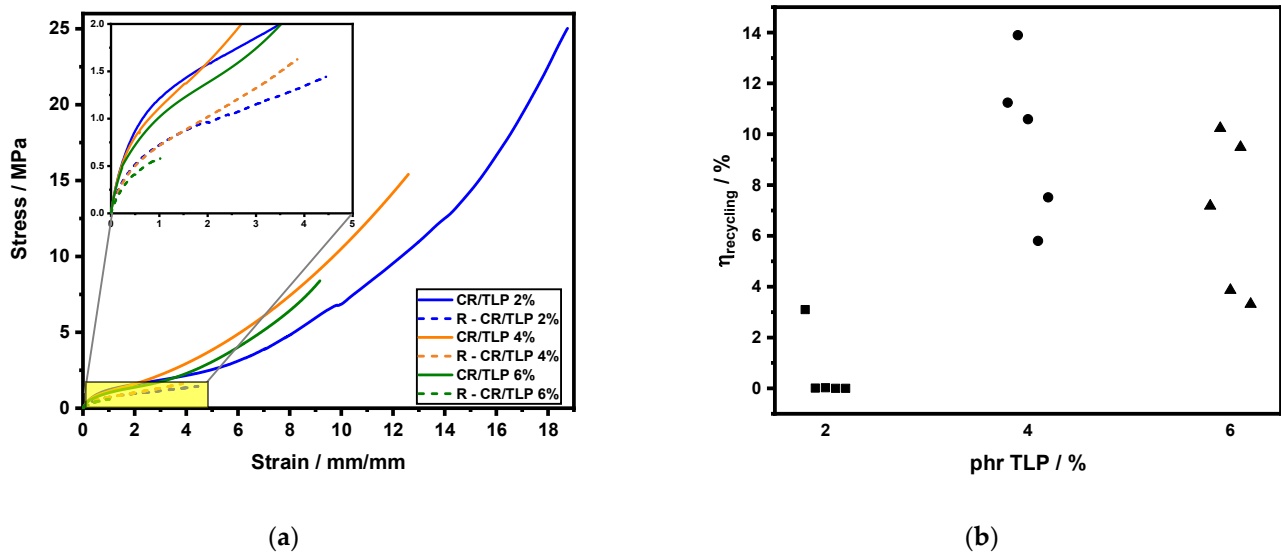 25
20
15
10
5
0
0 2 4 6 8 10 12 14 16 18
Stress / MPa
Strain / mm/mm
2.0
1.5
1.0
0.5
0.0
0 1 2 3 4 5
CR/TLP 2%
R - CR/TLP 2%
CR/TLP 4%
R - CR/TLP 4%
CR/TLP 6%
R - CR/TLP 6%
(a)
14
12
10
8
6
4
2
0
2 4 6
ηrecycling / %
phr TLP / %
(b)